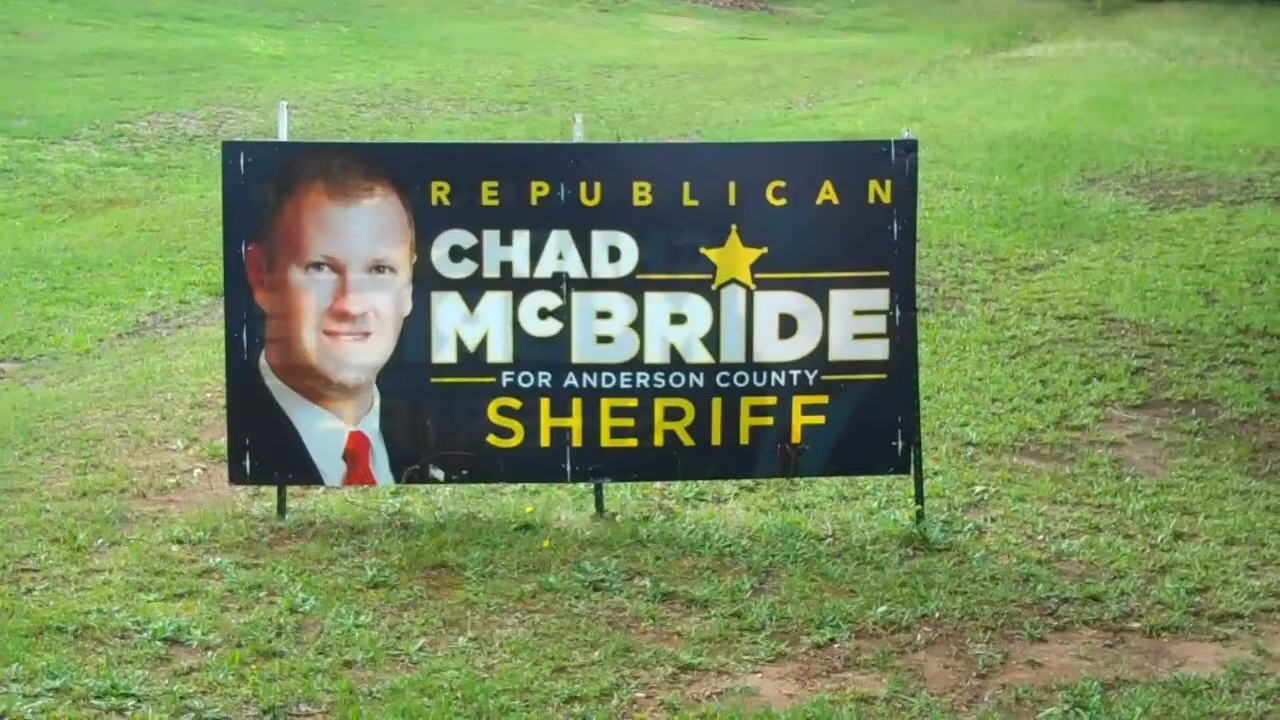 REPUBLICAN
CHAD
McBRIDE
FOR ANDERSON COUNTY
SHERIFF